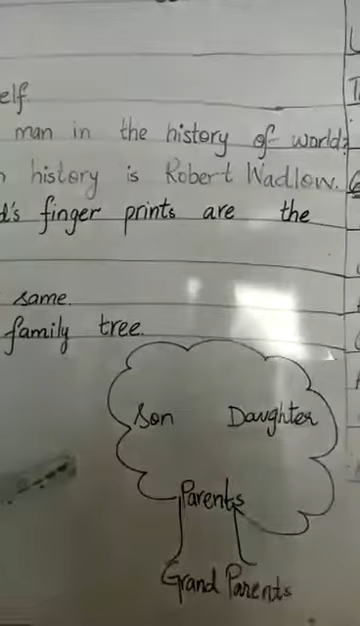 elf
man in the history of world?
history is Robert Wadlow.
d's finger prints are the
same.
family tree.
Son Daughter
Parents
Grand Parents